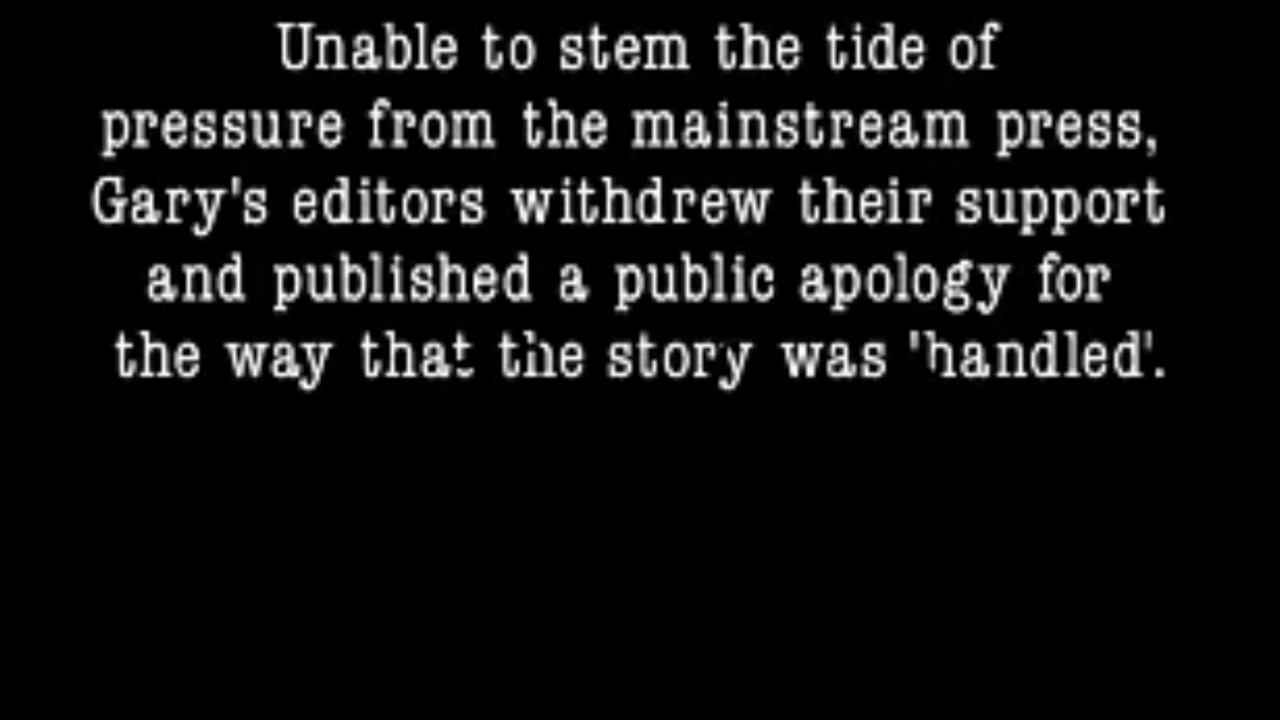 Unable to stem the tide of
pressure from the mainstream press,
Gary's editors withdrew their support
and published a public apology for
the way that the story was 'handled'.